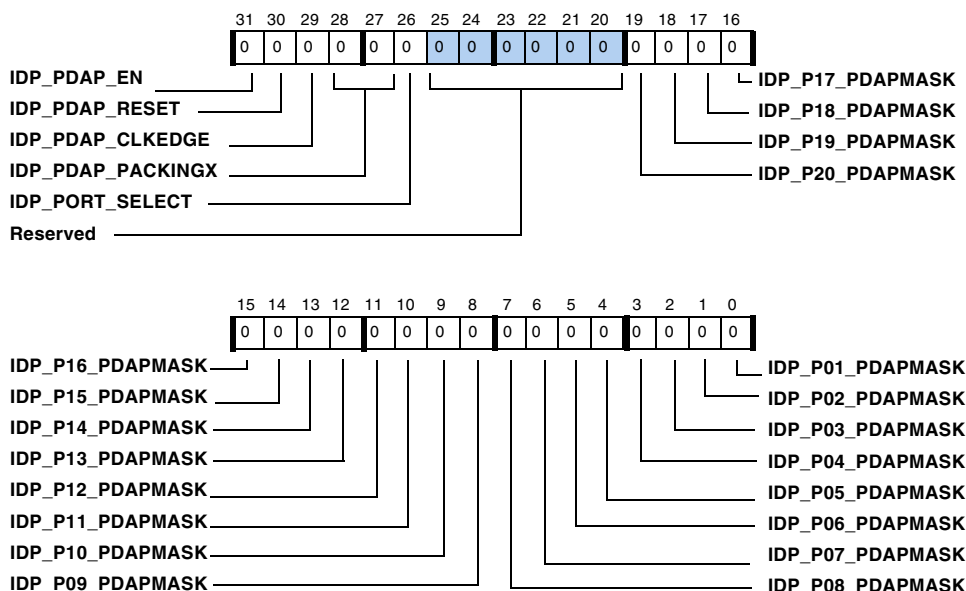 31 30 29 28 27 26 25 24 23 22 21 20 19 18 17 16
0 0 0 0 0 0 0 0 0 0 0 0 0 0 0 0
IDP_PDAP_EN
IDP_PDAP_RESET
IDP_PDAP_CLKEDGE
IDP_PDAP_PACKINGX
IDP_PORT_SELECT
Reserved
IDP_P17_PDAPMASK
IDP_P18_PDAPMASK
IDP_P19_PDAPMASK
IDP_P20_PDAPMASK
15 14 13 12 11 10 9 8 7 6 5 4 3 2 1 0
0 0 0 0 0 0 0 0 0 0 0 0 0 0 0 0
IDP_P16_PDAPMASK
IDP_P15_PDAPMASK
IDP_P14_PDAPMASK
IDP_P13_PDAPMASK
IDP_P12_PDAPMASK
IDP_P11_PDAPMASK
IDP_P10_PDAPMASK
IDP_P09_PDAPMASK
IDP_P01_PDAPMASK
IDP_P02_PDAPMASK
IDP_P03_PDAPMASK
IDP_P04_PDAPMASK
IDP_P05_PDAPMASK
IDP_P06_PDAPMASK
IDP_P07_PDAPMASK
IDP_P08_PDAPMASK